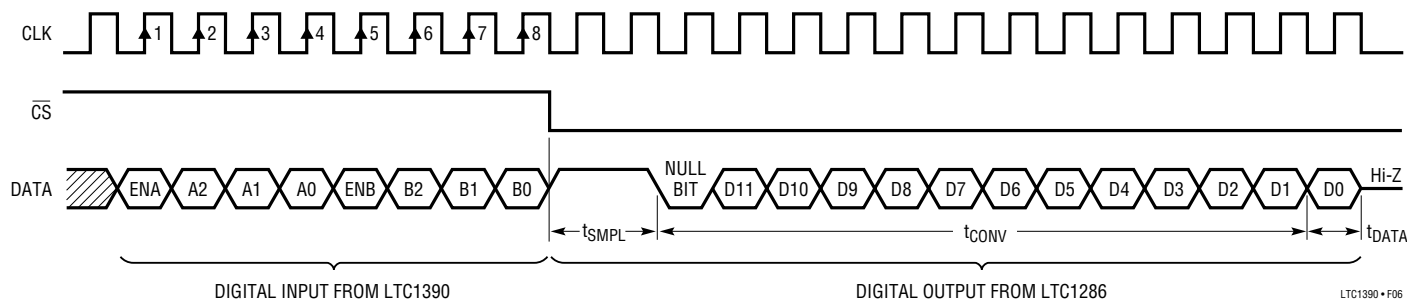 CLK 1 2 3 4 5 6 7 8
CS
DATA ENA A2 A1 A0 ENB B2 B1 B0 NULL BIT D11 D10 D9 D8 D7 D6 D5 D4 D3 D2 D1 D0 Hi-Z
tSMPL tCONV tDATA
DIGITAL INPUT FROM LTC1390 DIGITAL OUTPUT FROM LTC1286
LTC1390 • F06